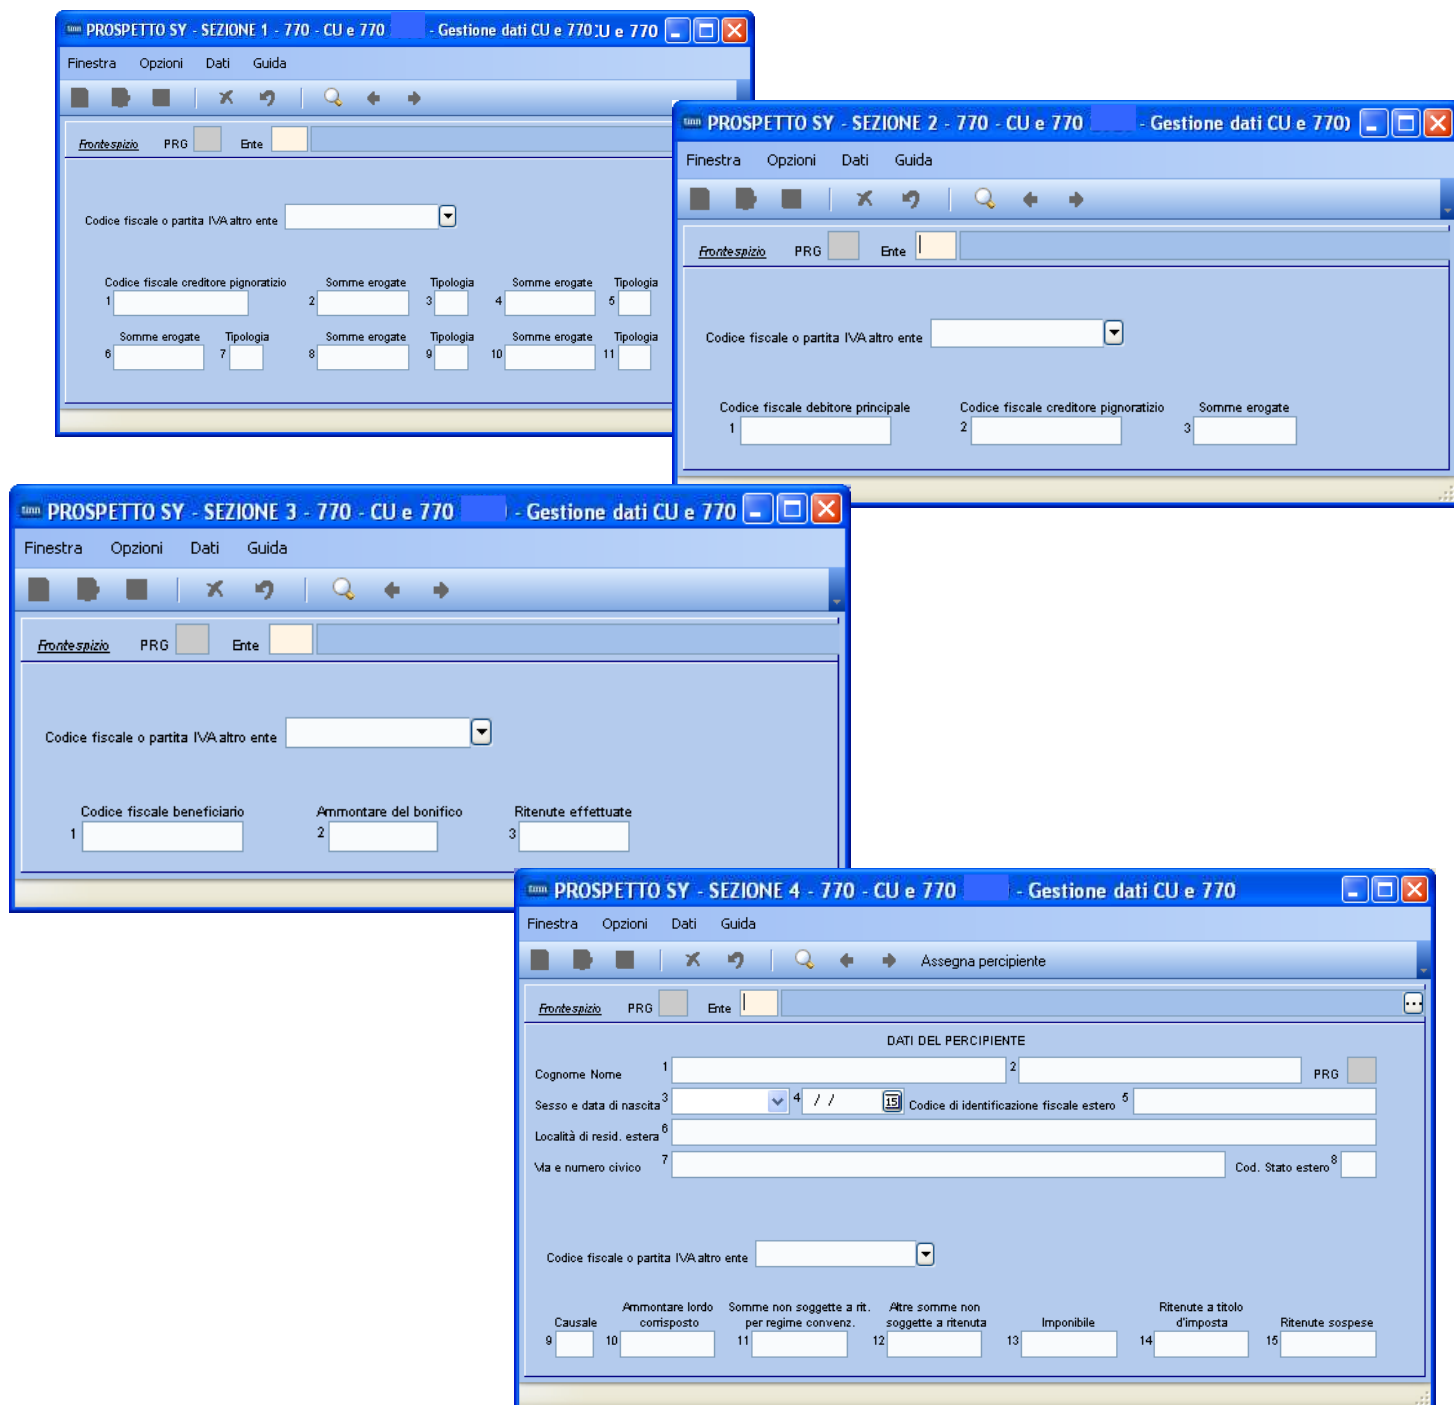 tinn PROSPETTO SY - SEZIONE 1 - 770 - CU e 770 - Gestione dati CU e 770 :U e 770
Finestra Opzioni Dati Guida
Frontespizio PRG Ente
Codice fiscale o partita IVA altro ente
Codice fiscale creditore pignoratizio Somme erogate Tipologia Somme erogate Tipologia
1 2 3 4 5
Somme erogate Tipologia Somme erogate Tipologia Somme erogate Tipologia
6 7 8 9 10 11
tinn PROSPETTO SY - SEZIONE 2 - 770 - CU e 770 - Gestione dati CU e 770)
Finestra Opzioni Dati Guida
Frontespizio PRG Ente
Codice fiscale o partita IVA altro ente
Codice fiscale debitore principale Codice fiscale creditore pignoratizio Somme erogate
1 2 3
tinn PROSPETTO SY - SEZIONE 3 - 770 - CU e 770 - Gestione dati CU e 770
Finestra Opzioni Dati Guida
Frontespizio PRG Ente
Codice fiscale o partita IVA altro ente
Codice fiscale beneficiario Ammontare del bonifico Ritenute effettuate
1 2 3
tinn PROSPETTO SY - SEZIONE 4 - 770 - CU e 770 - Gestione dati CU e 770
Finestra Opzioni Dati Guida
Assegna percipiente
Frontespizio PRG Ente ...
DATI DEL PERCIPIENTE
Cognome Nome 1 2 PRG
Sesso e data di nascita 3 4 / / 15 Codice di identificazione fiscale estero 5
Località di resid. estera 6
Via e numero civico 7 Cod. Stato estero 8
Codice fiscale o partita IVA altro ente
Ammontare lordo Somme non soggette a rit. Altre somme non Ritenute a titolo
Causale corrisposto per regime convenz. soggette a ritenuta Imponibile d'imposta Ritenute sospese
9 10 11 12 13 14 15